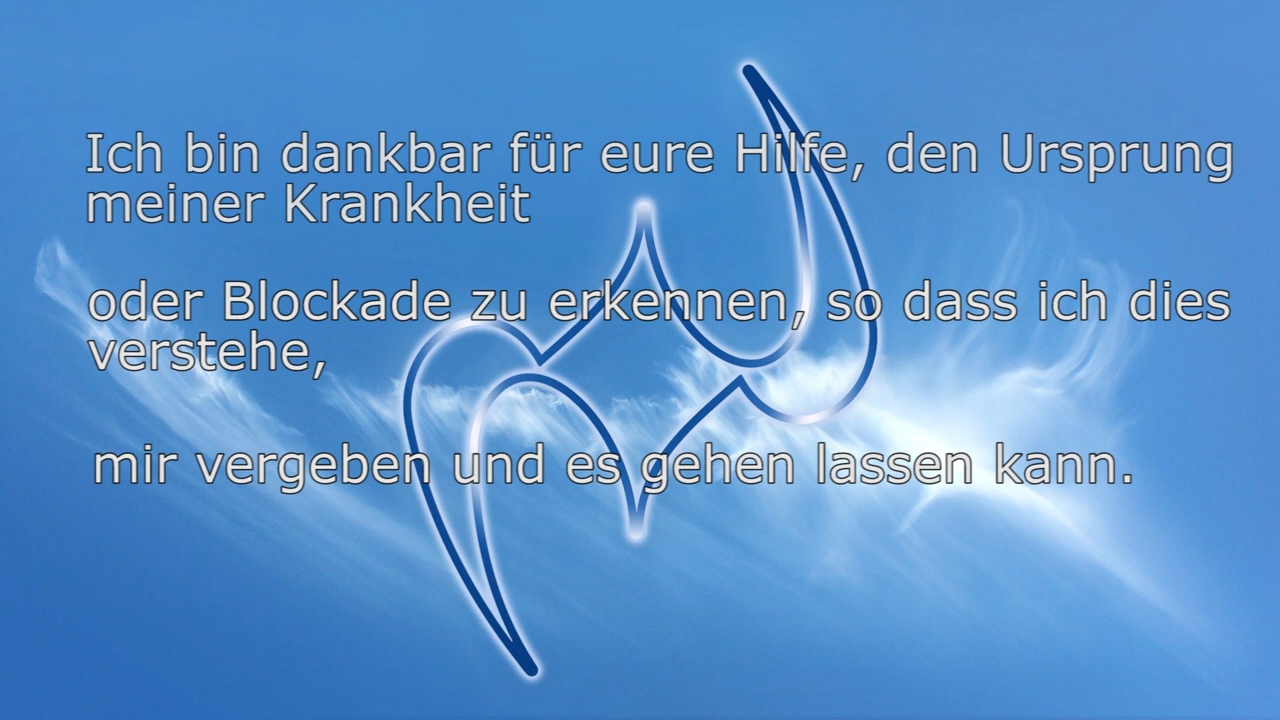 Ich bin dankbar für eure Hilfe, den Ursprung
meiner Krankheit
oder Blockade zu erkennen, so dass ich dies
verstehe,
mir vergeben und es gehen lassen kann.